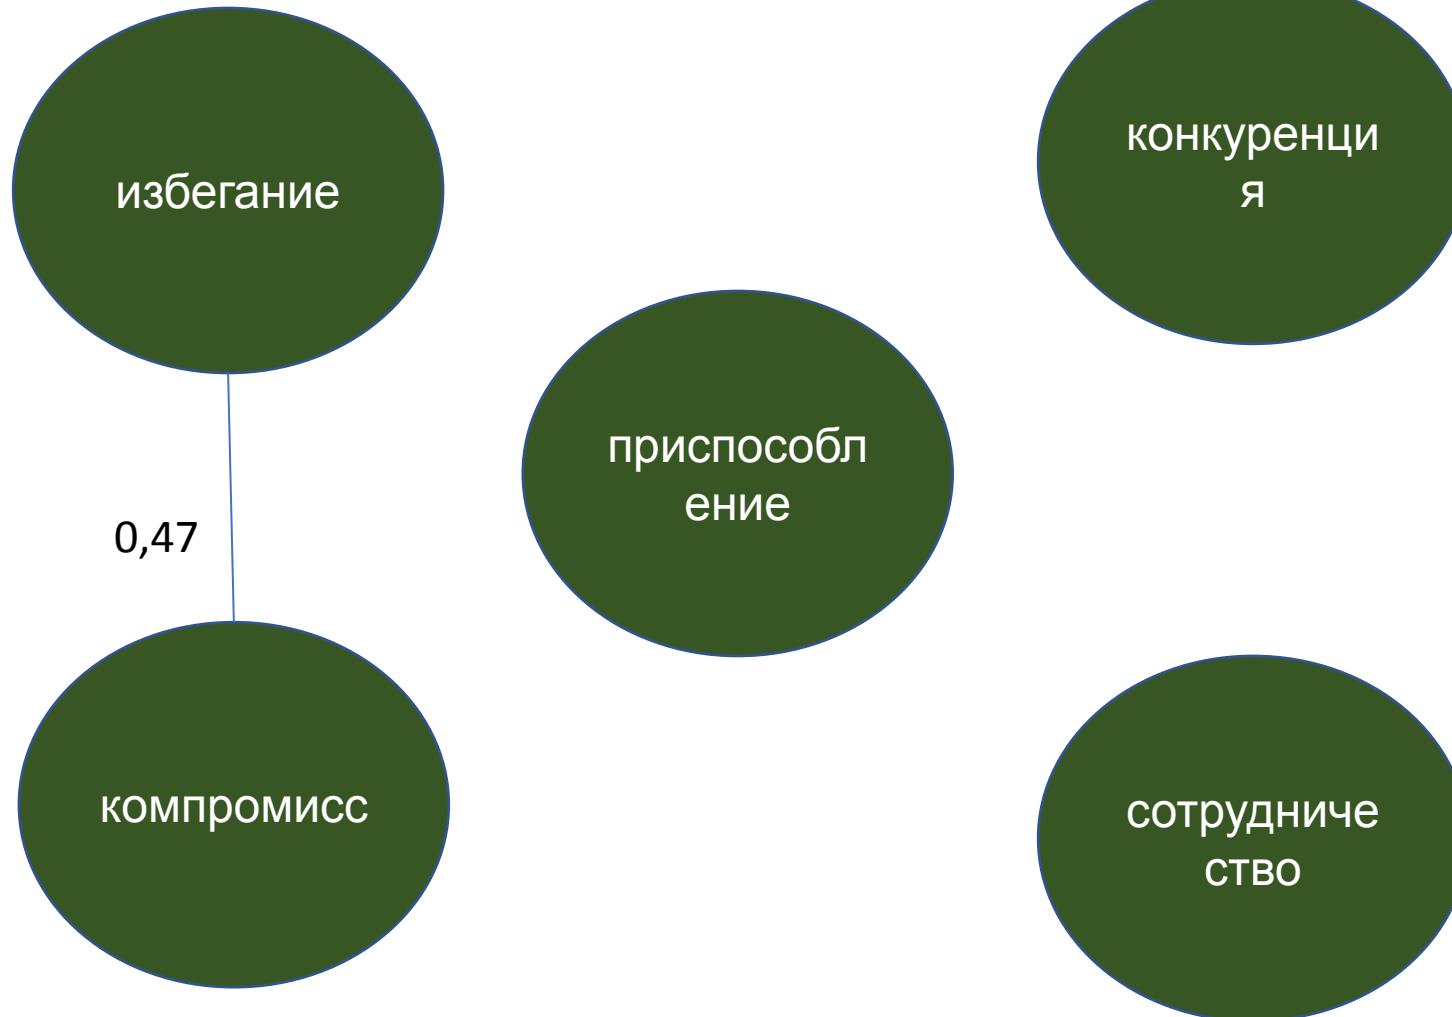 избегание
конкуренци
я
приспособл
ение
0,47
компромисс
сотрудниче
ство